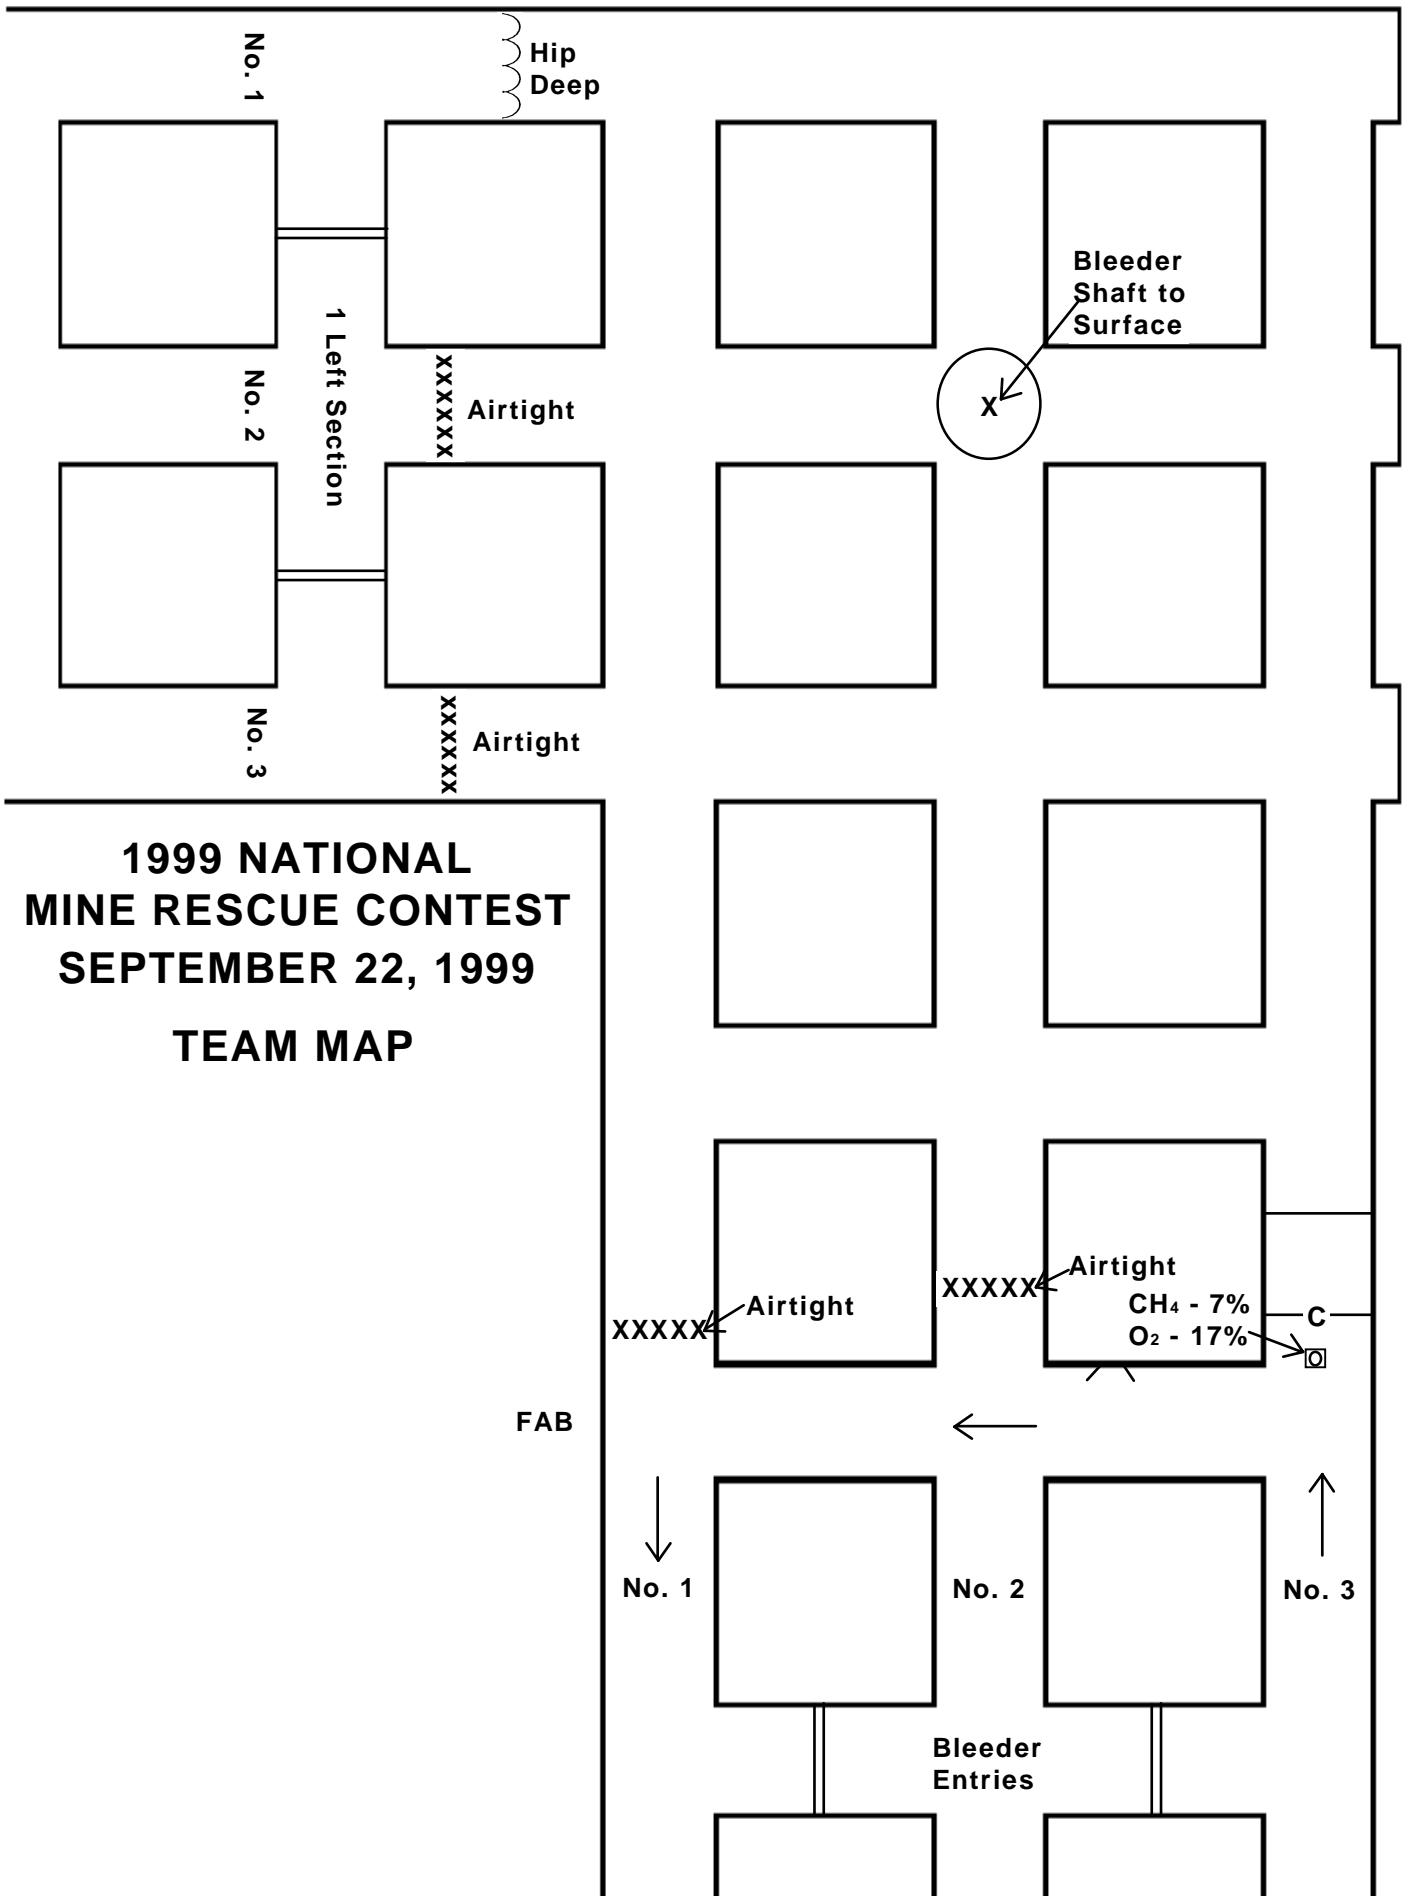 No. 1
Hip
Deep
Bleeder
Shaft to
Surface
X
1 Left Section
No. 2
XXXXXX
Airtight
No. 3
XXXXXX
Airtight
1999 NATIONAL
MINE RESCUE CONTEST
SEPTEMBER 22, 1999
TEAM MAP
XXXXX
Airtight
XXXXX
Airtight
CH4 - 7%
O2 - 17%
C
O
FAB
No. 1
No. 2
No. 3
Bleeder
Entries